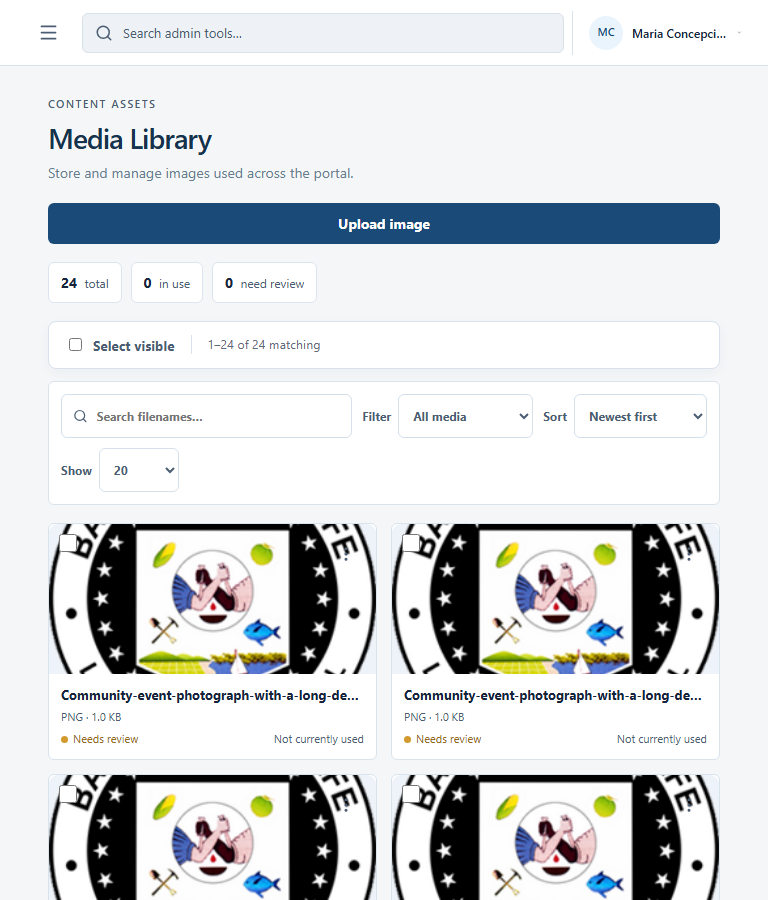 Search admin tools...
MC
Maria Concepci...
CONTENT ASSETS
Media Library
Store and manage images used across the portal.
Upload image
24 total
0 in use
0 need review
Select visible
1–24 of 24 matching
Search filenames...
Filter
All media
Sort
Newest first
Show
20
Community-event-photograph-with-a-long-de...
PNG · 1.0 KB
Needs review
Not currently used
Community-event-photograph-with-a-long-de...
PNG · 1.0 KB
Needs review
Not currently used